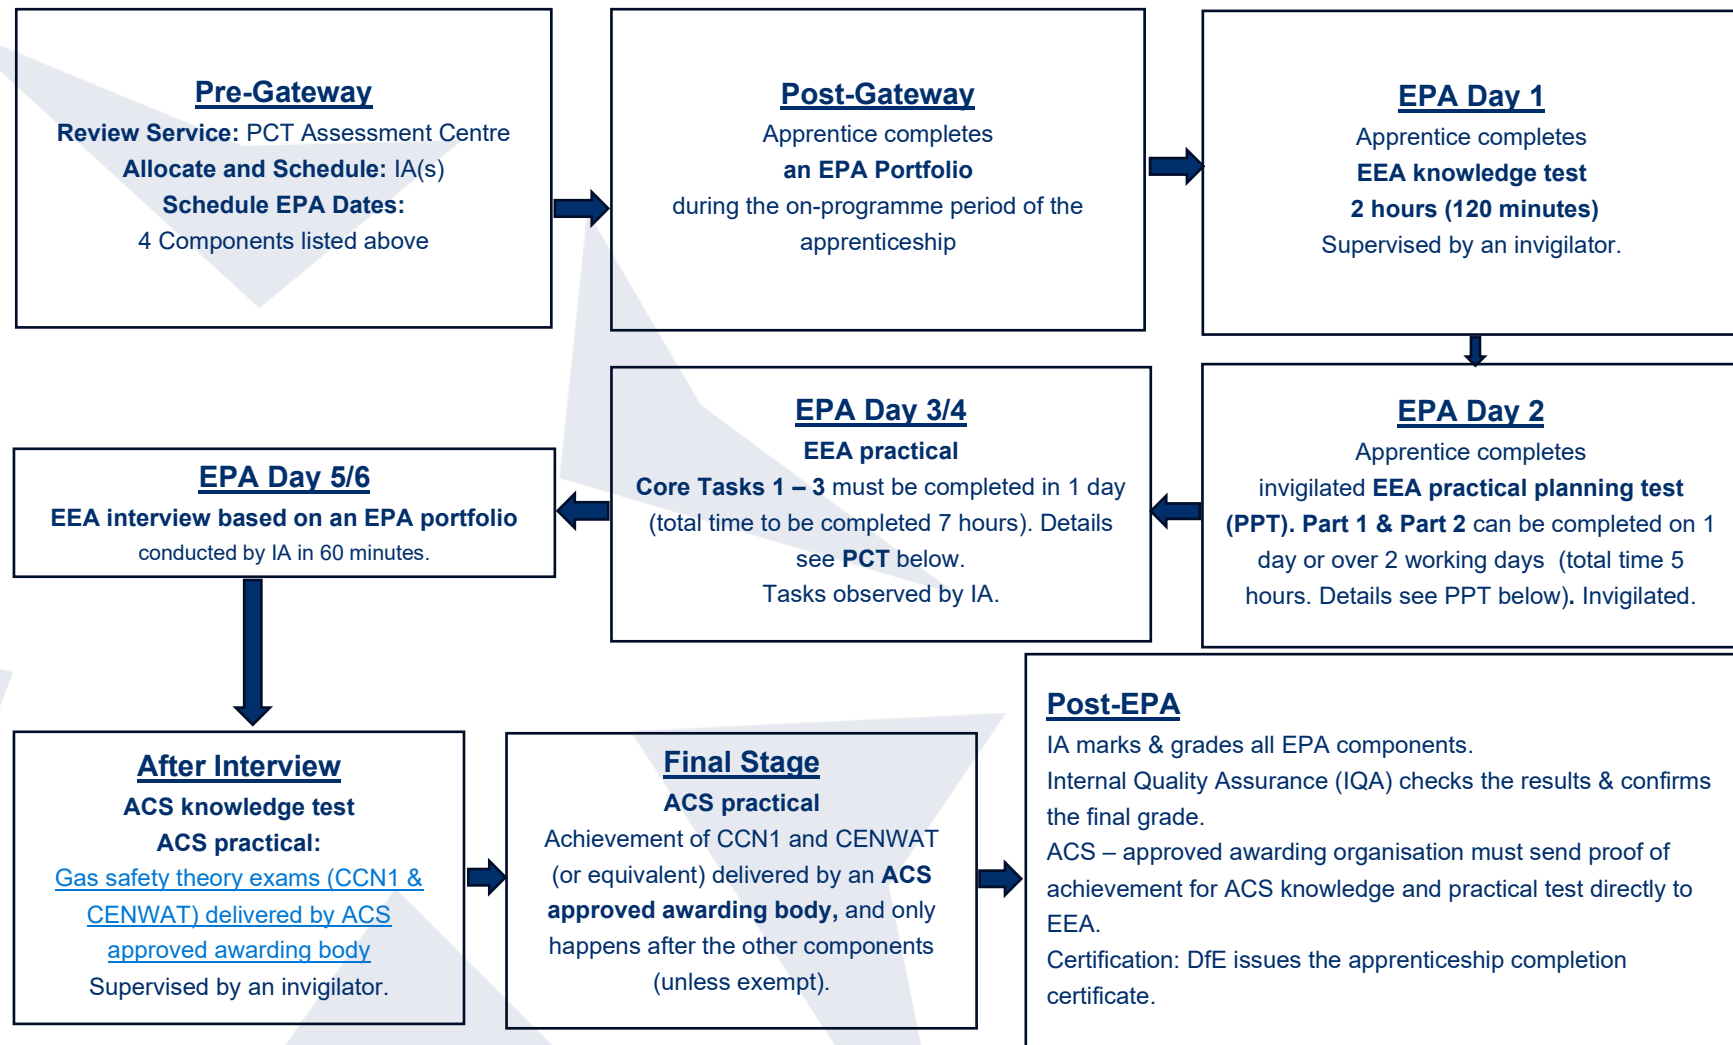 Pre-Gateway
Review Service: PCT Assessment Centre
Allocate and Schedule: IA(s)
Schedule EPA Dates:
4 Components listed above
Post-Gateway
Apprentice completes
an EPA Portfolio
during the on-programme period of the
apprenticeship
EPA Day 1
Apprentice completes
EEA knowledge test
2 hours (120 minutes)
Supervised by an invigilator.
EPA Day 2
Apprentice completes
invigilated EEA practical planning test
(PPT). Part 1 & Part 2 can be completed on 1
day or over 2 working days (total time 5
hours. Details see PPT below). Invigilated.
EPA Day 3/4
EEA practical
Core Tasks 1 – 3 must be completed in 1 day
(total time to be completed 7 hours). Details
see PCT below.
Tasks observed by IA.
EPA Day 5/6
EEA interview based on an EPA portfolio
conducted by IA in 60 minutes.
After Interview
ACS knowledge test
ACS practical:
Gas safety theory exams (CCN1 &
CENWAT) delivered by ACS
approved awarding body
Supervised by an invigilator.
Final Stage
ACS practical
Achievement of CCN1 and CENWAT
(or equivalent) delivered by an ACS
approved awarding body, and only
happens after the other components
(unless exempt).
Post-EPA
IA marks & grades all EPA components.
Internal Quality Assurance (IQA) checks the results & confirms
the final grade.
ACS – approved awarding organisation must send proof of
achievement for ACS knowledge and practical test directly to
EEA.
Certification: DfE issues the apprenticeship completion
certificate.